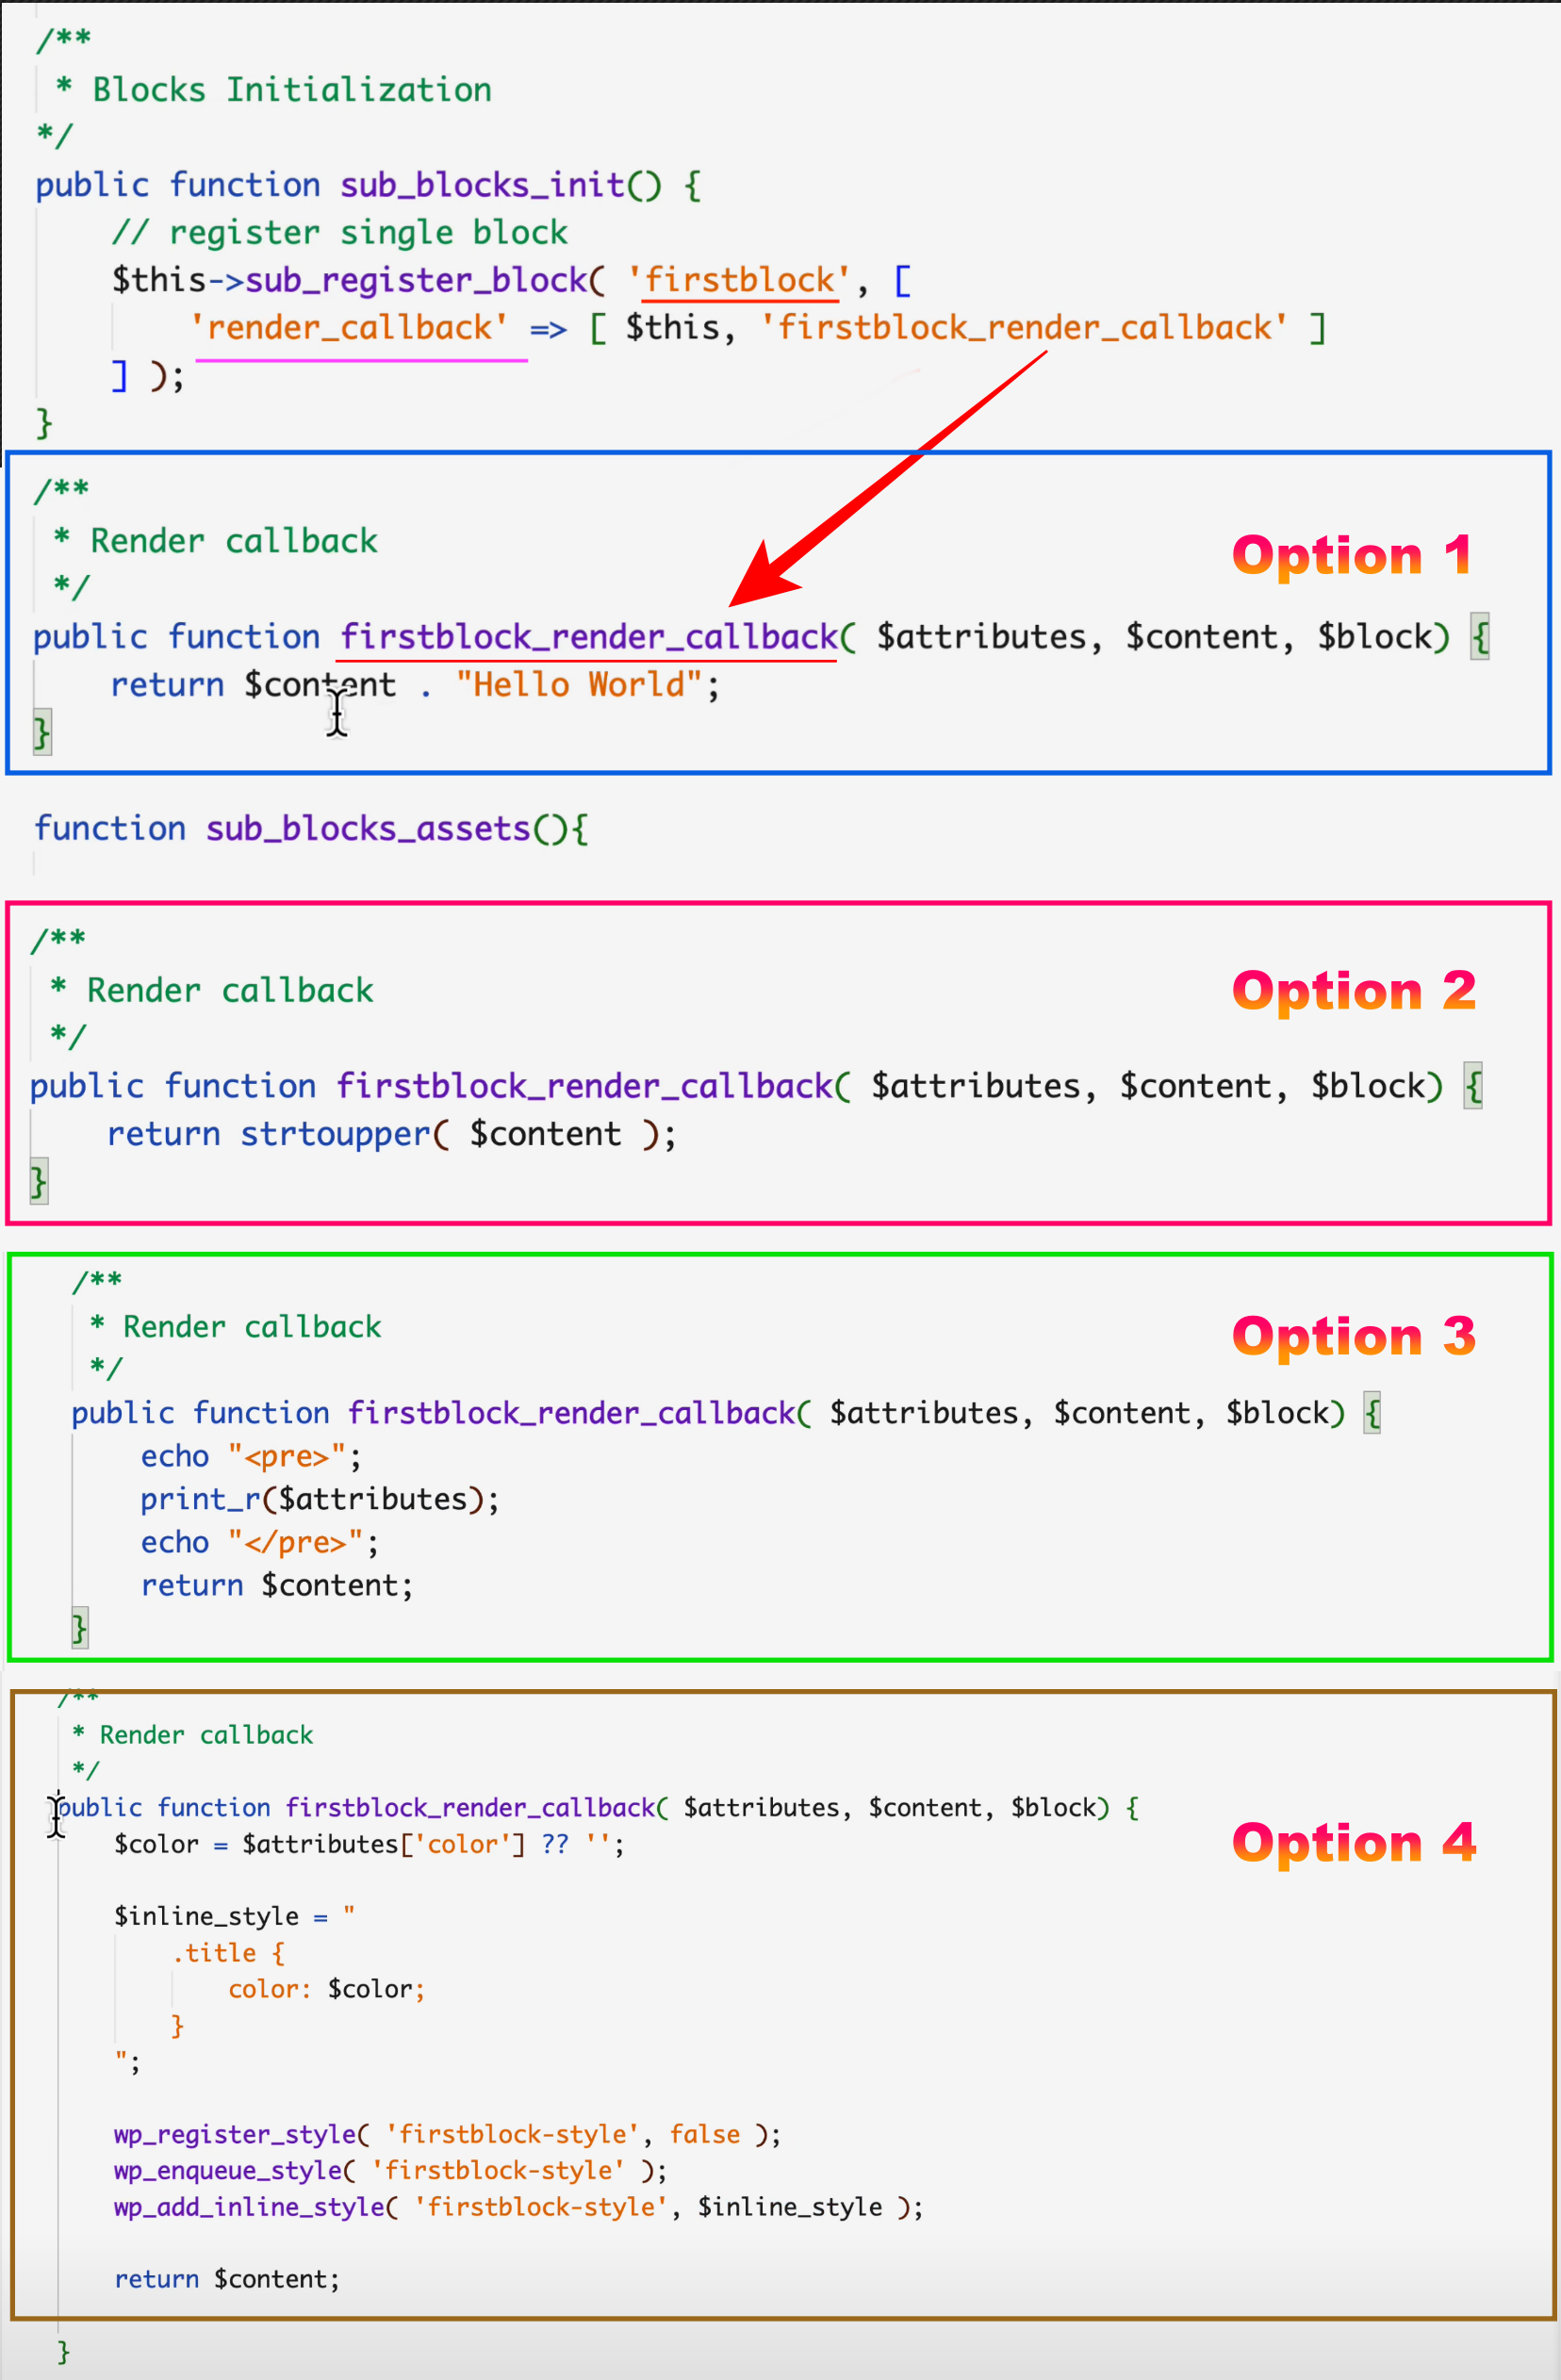 /**
 * Blocks Initialization
*/
public function sub_blocks_init() {
    // register single block
    $this->sub_register_block( 'firstblock', [
        'render_callback' => [ $this, 'firstblock_render_callback' ]
    ] );
}
/**
 * Render callback
 */
Option 1
public function firstblock_render_callback( $attributes, $content, $block) {
    return $content . "Hello World";
}
function sub_blocks_assets(){
/**
 * Render callback
 */
Option 2
public function firstblock_render_callback( $attributes, $content, $block) {
    return strtoupper( $content );
}
/**
 * Render callback
 */
Option 3
public function firstblock_render_callback( $attributes, $content, $block) {
    echo "<pre>";
    print_r($attributes);
    echo "</pre>";
    return $content;
}
/**
 * Render callback
 */
public function firstblock_render_callback( $attributes, $content, $block) {
    $color = $attributes['color'] ?? '';
Option 4
    $inline_style = "
        .title {
            color: $color;
        }
    ";
    wp_register_style( 'firstblock-style', false );
    wp_enqueue_style( 'firstblock-style' );
    wp_add_inline_style( 'firstblock-style', $inline_style );
    return $content;
}